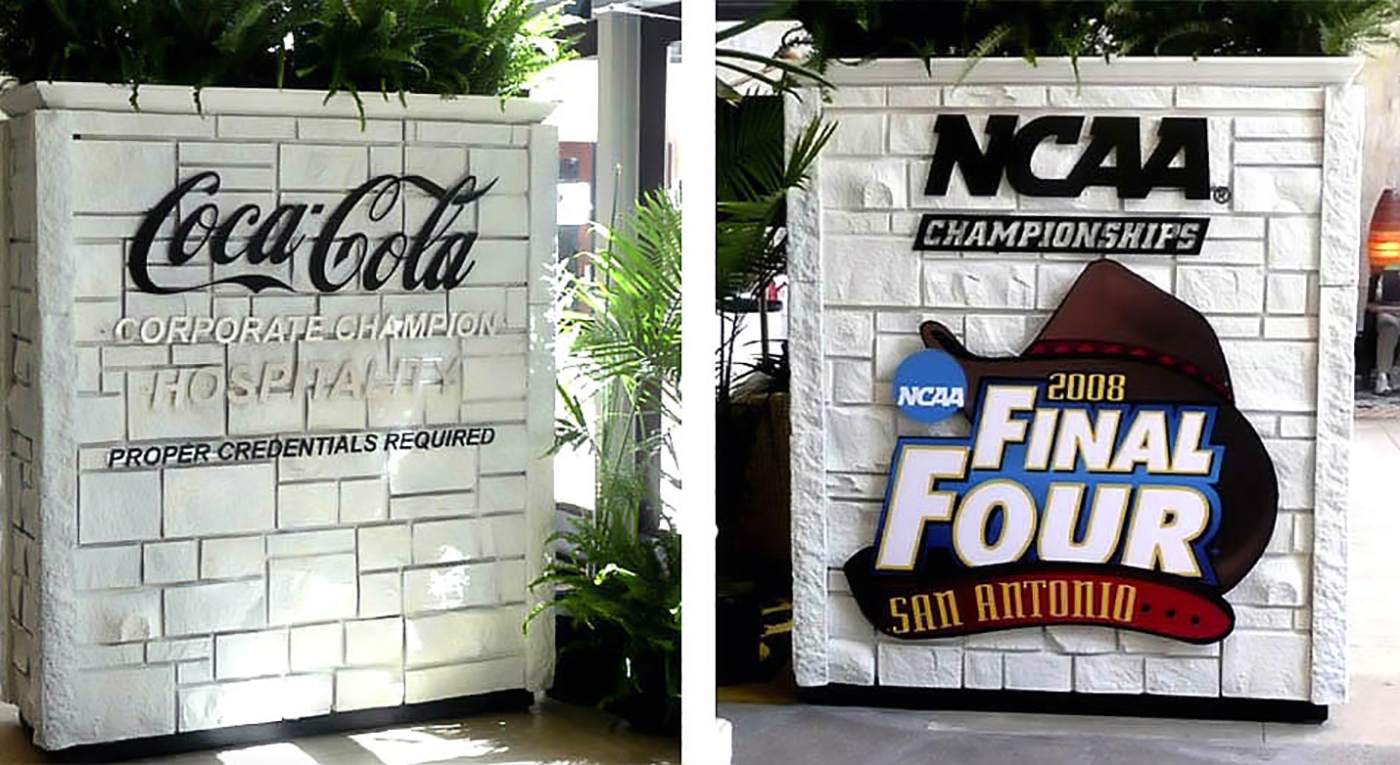 Coca-Cola
CORPORATE CHAMPION
HOSPITALITY
PROPER CREDENTIALS REQUIRED
NCAA®
CHAMPIONSHIPS
NCAA
2008
FINAL
FOUR
SAN ANTONIO